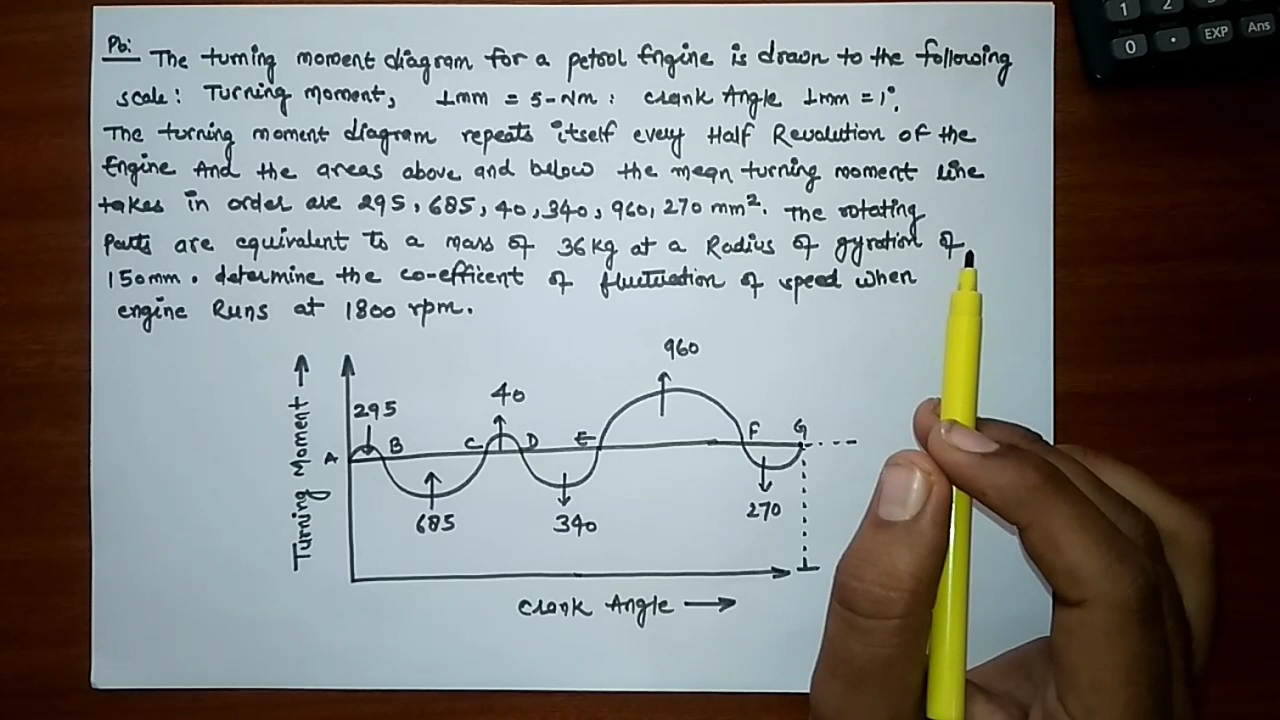 Pb: The turning moment diagram for a petrol Engine is drawn to the following
scale: Turning Moment, 1mm = 5-Nm: Crank Angle 1mm = 1°.
The turning moment diagram repeats itself every Half Revolution of the
Engine And the areas above and below the mean turning moment line
takes in order are 295, 685, 40, 340, 960, 270 mm². The rotating
Parts are equivalent to a mass of 36kg at a Radius of gyration of
150mm. determine the co-efficent of fluctuation of speed when
engine Runs at 1800 rpm.
960
40
295
A B C D E F G
685
340
270
Turning Moment →
Crank Angle →
1 2
0 . EXP Ans